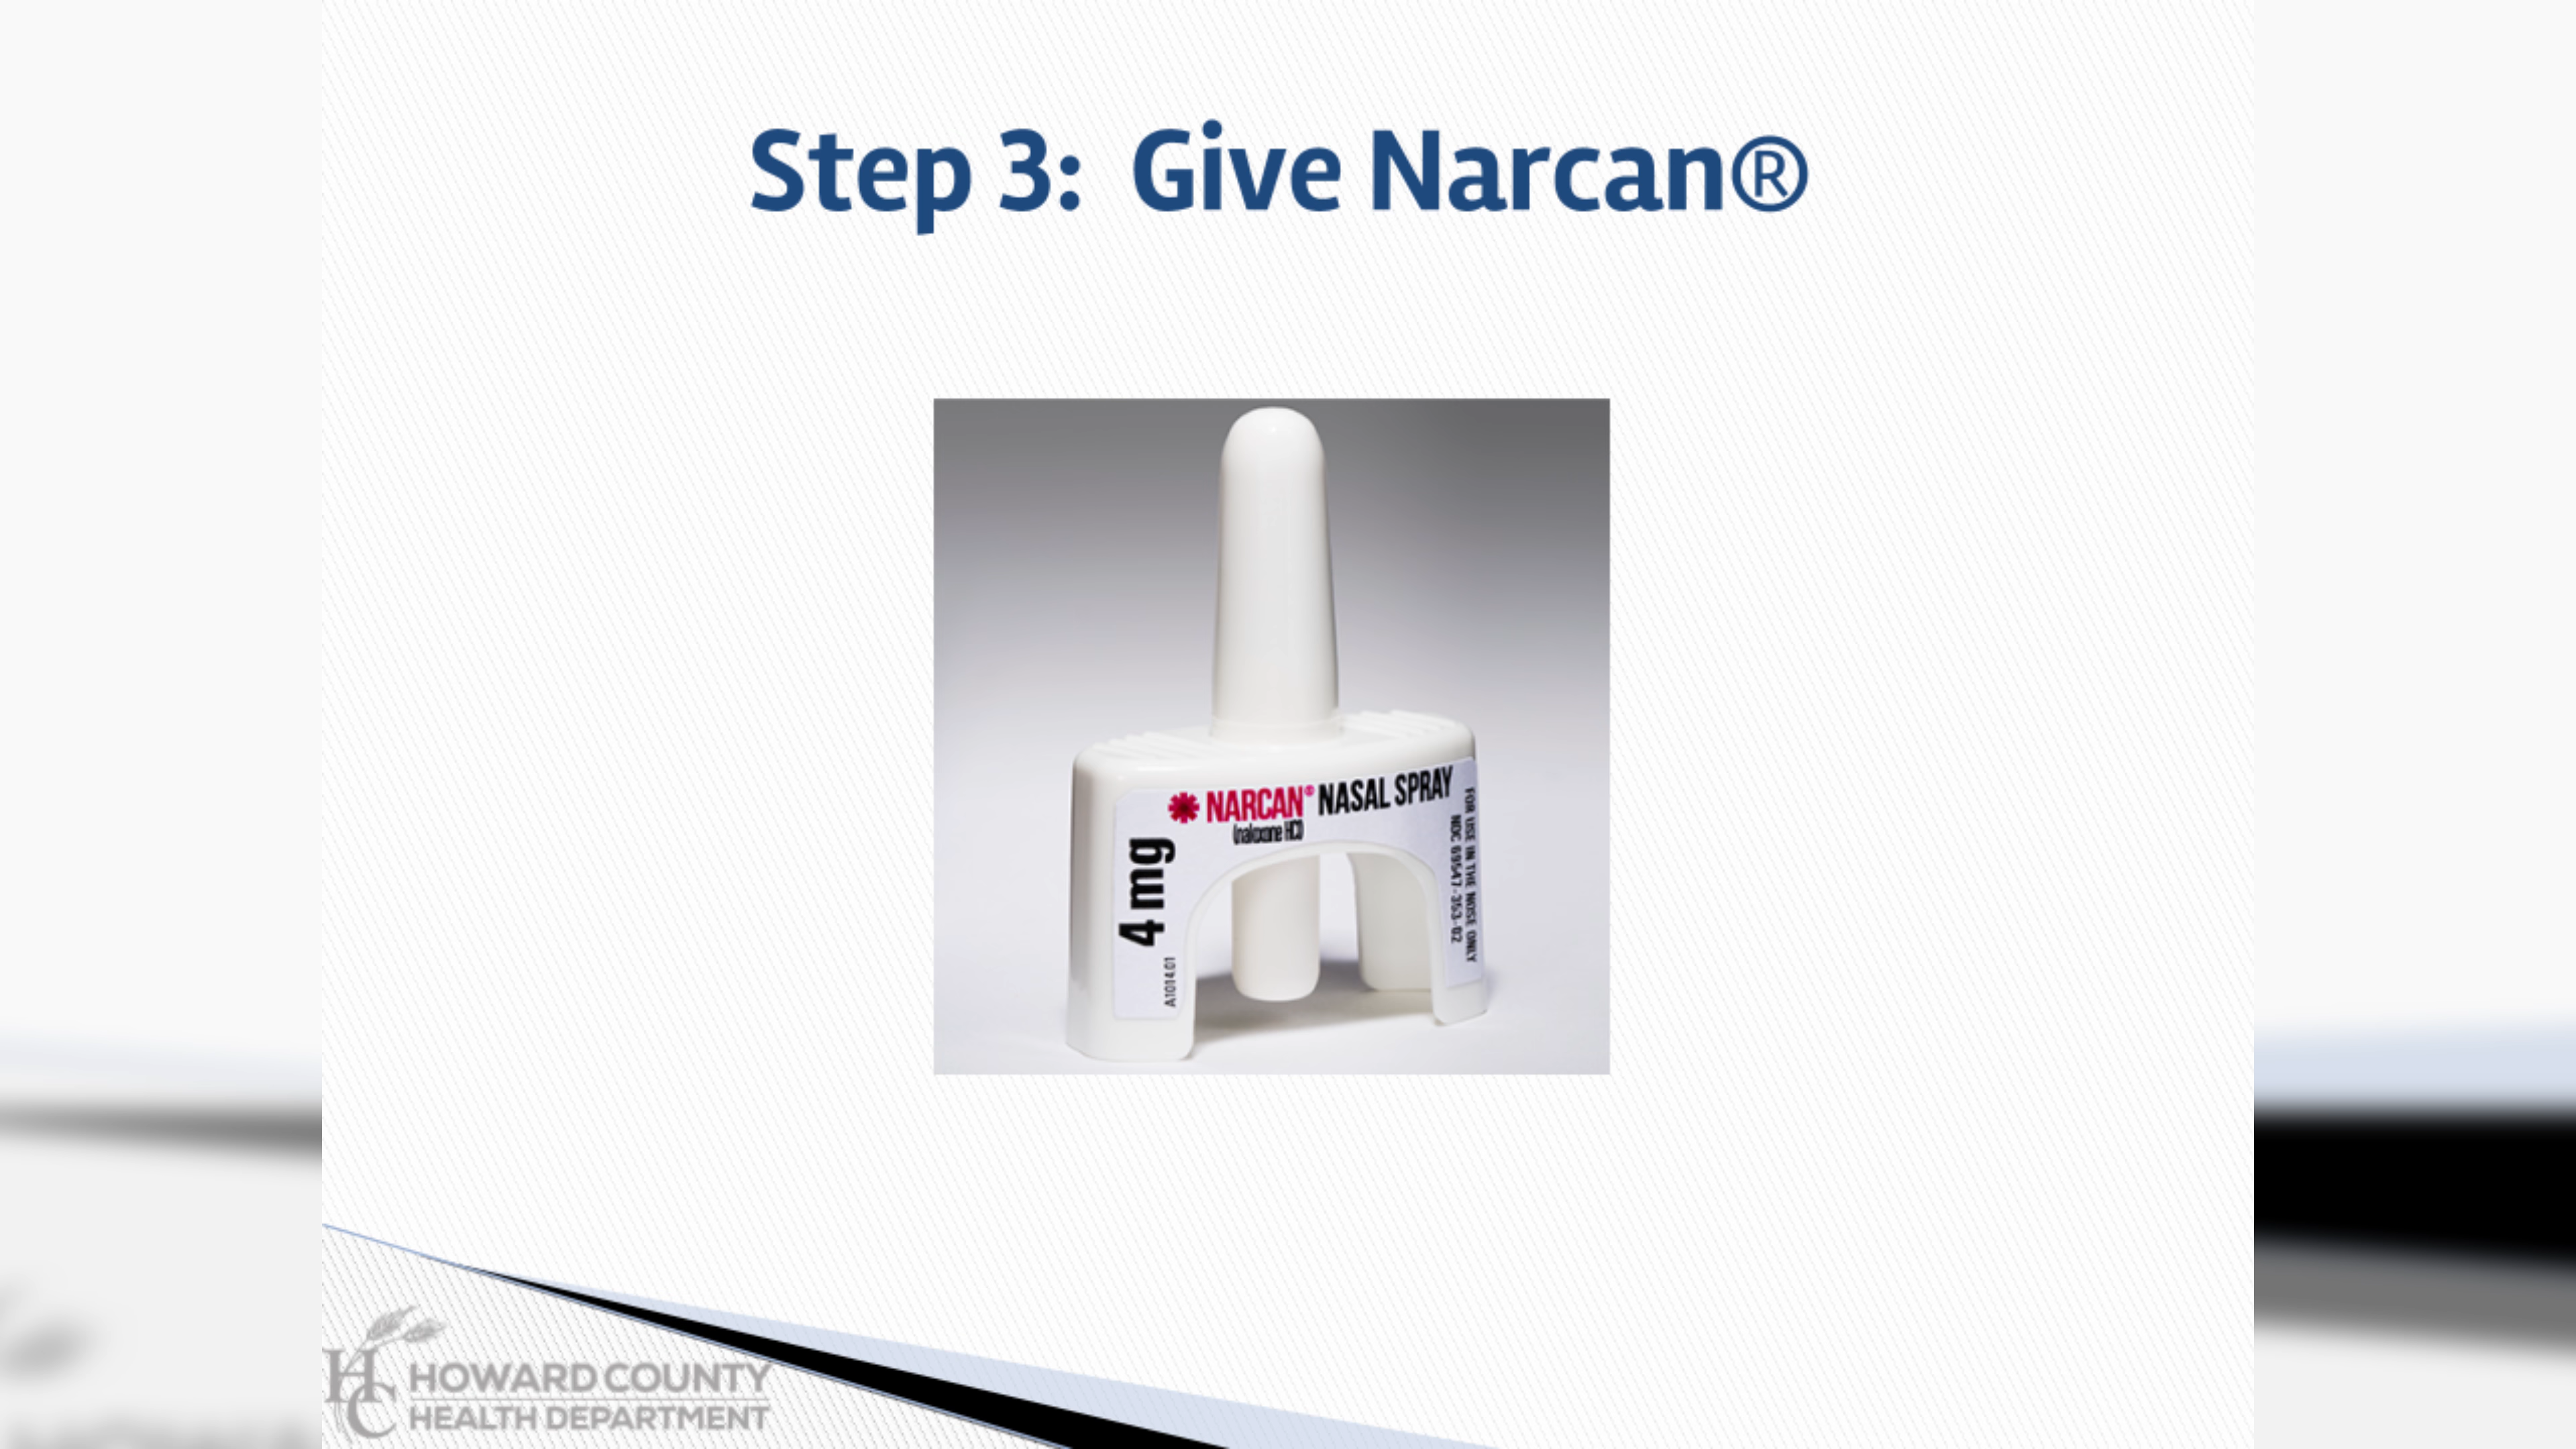 Step 3: Give Narcan®
NARCAN® NASAL SPRAY
(naloxone HCl)
4 mg
A1014.01
FOR USE IN THE NOSE ONLY
NDC 69547-353-02
HC
HOWARD COUNTY
HEALTH DEPARTMENT